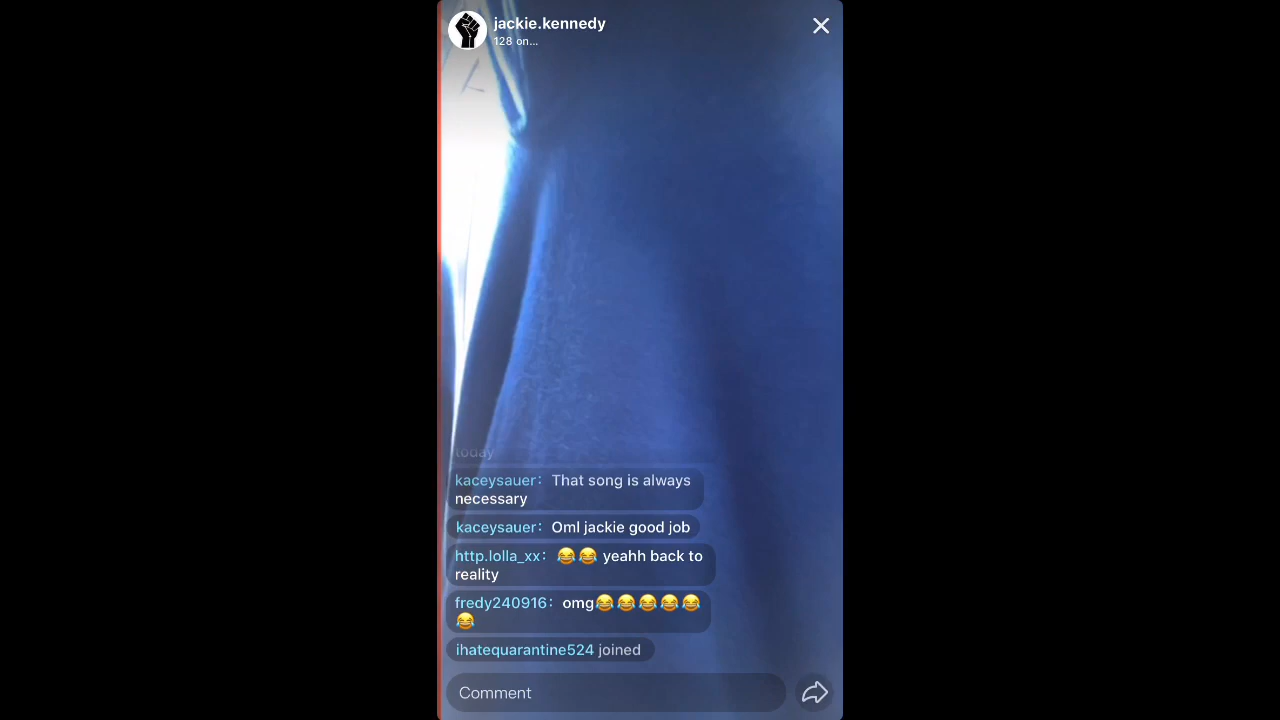 jackie.kennedy
128 on...
today
kaceysauer: That song is always
necessary
kaceysauer: Oml jackie good job
http.lolla_xx: 😂😂 yeahh back to
reality
fredy240916: omg😂😂😂😂😂
😂
ihatequarantine524 joined
Comment